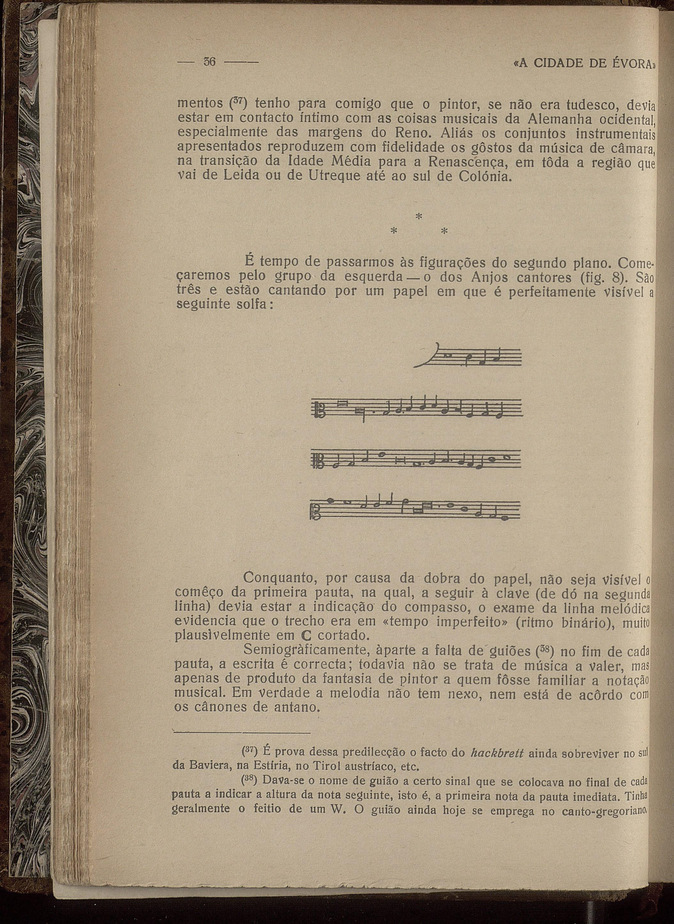 — 36 —— «A CIDADE DE ÉVORA»
mentos (³⁷) tenho para comigo que o pintor, se não era tudesco, devia
estar em contacto íntimo com as coisas musicais da Alemanha ocidental,
especialmente das margens do Reno. Aliás os conjuntos instrumentais
apresentados reproduzem com fidelidade os gôstos da música de câmara,
na transição da Idade Média para a Renascença, em tôda a região que
vai de Leida ou de Utreque até ao sul de Colónia.
*
* *
É tempo de passarmos às figurações do segundo plano. Come-
çaremos pelo grupo da esquerda — o dos Anjos cantores (fig. 8). São
três e estão cantando por um papel em que é perfeitamente visível a
seguinte solfa:
Conquanto, por causa da dobra do papel, não seja visível o
comêço da primeira pauta, na qual, a seguir à clave (de dó na segunda
linha) devia estar a indicação do compasso, o exame da linha melódica
evidencia que o trecho era em «tempo imperfeito» (ritmo binário), muito
plausìvelmente em C cortado.
Semiogràficamente, àparte a falta de guiões (³⁸) no fim de cada
pauta, a escrita é correcta; todavia não se trata de música a valer, mas
apenas de produto da fantasia de pintor a quem fôsse familiar a notação
musical. Em verdade a melodia não tem nexo, nem está de acôrdo com
os cânones de antano.
(³⁷) É prova dessa predilecção o facto do hackbrett ainda sobreviver no sul
da Baviera, na Estíria, no Tirol austríaco, etc.
(³⁸) Dava-se o nome de guião a certo sinal que se colocava no final de cada
pauta a indicar a altura da nota seguinte, isto é, a primeira nota da pauta imediata. Tinha
geralmente o feitio de um W. O guião ainda hoje se emprega no canto-gregoriano.